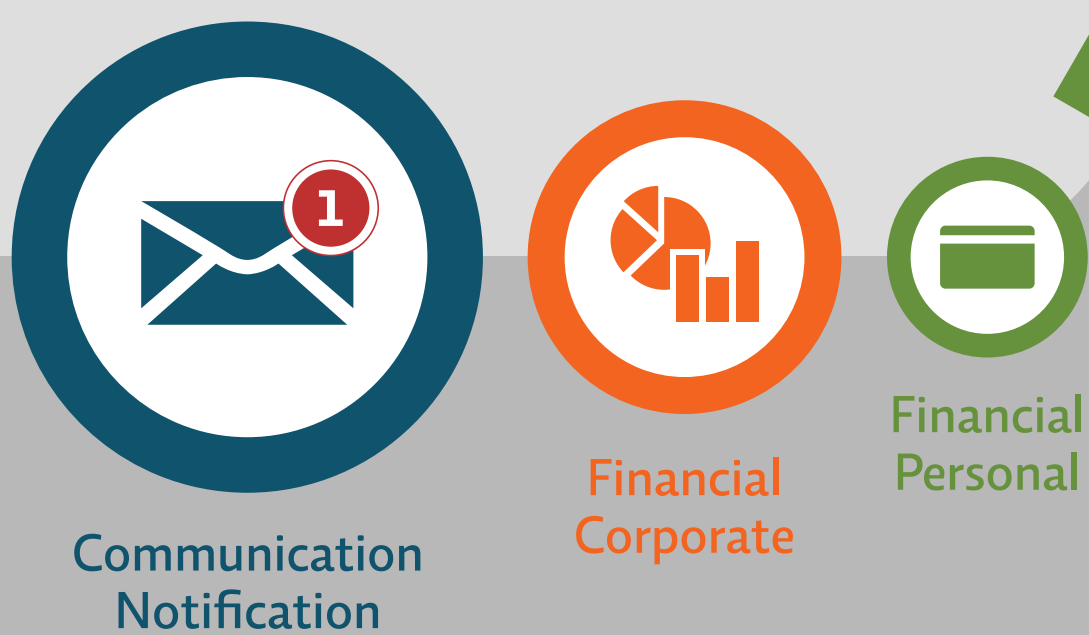 1
Communication
Notification
Financial
Corporate
Financial
Personal